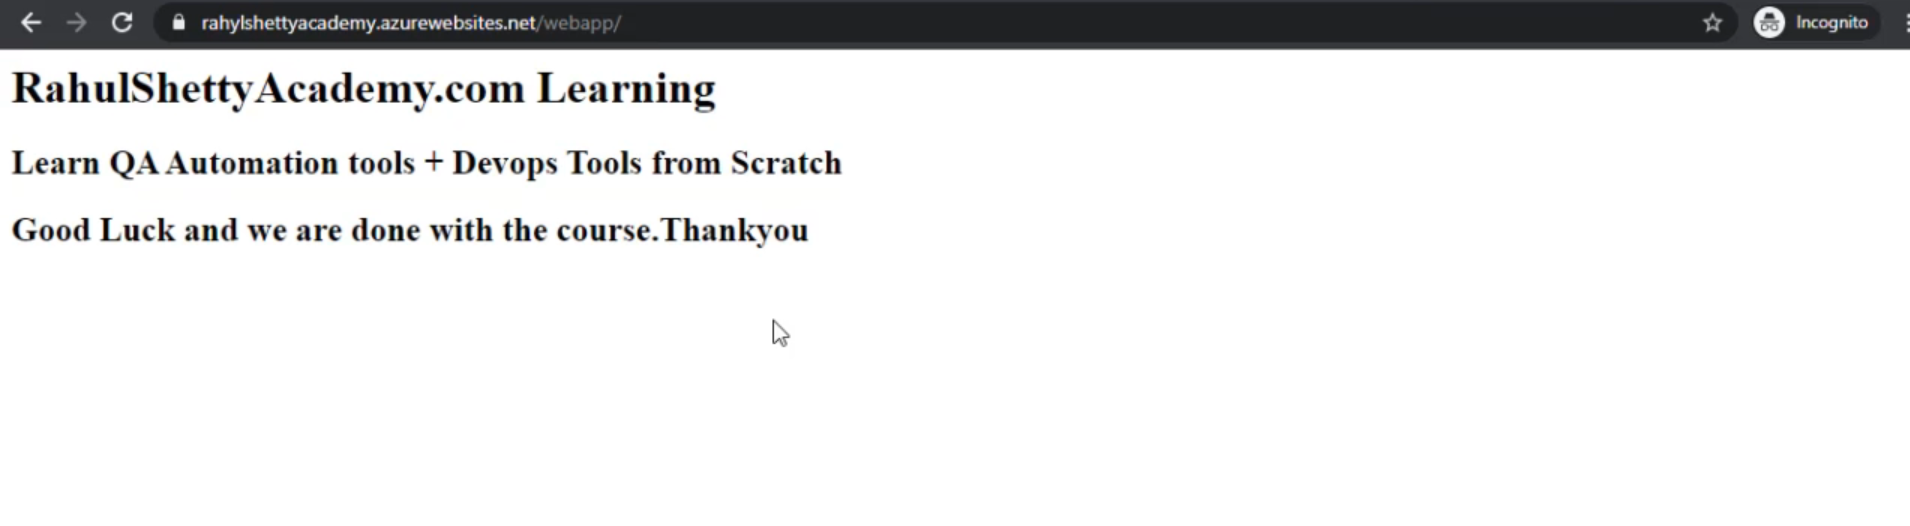 rahylshettyacademy.azurewebsites.net/webapp/
Incognito
RahulShettyAcademy.com Learning
Learn QA Automation tools + Devops Tools from Scratch
Good Luck and we are done with the course.Thankyou